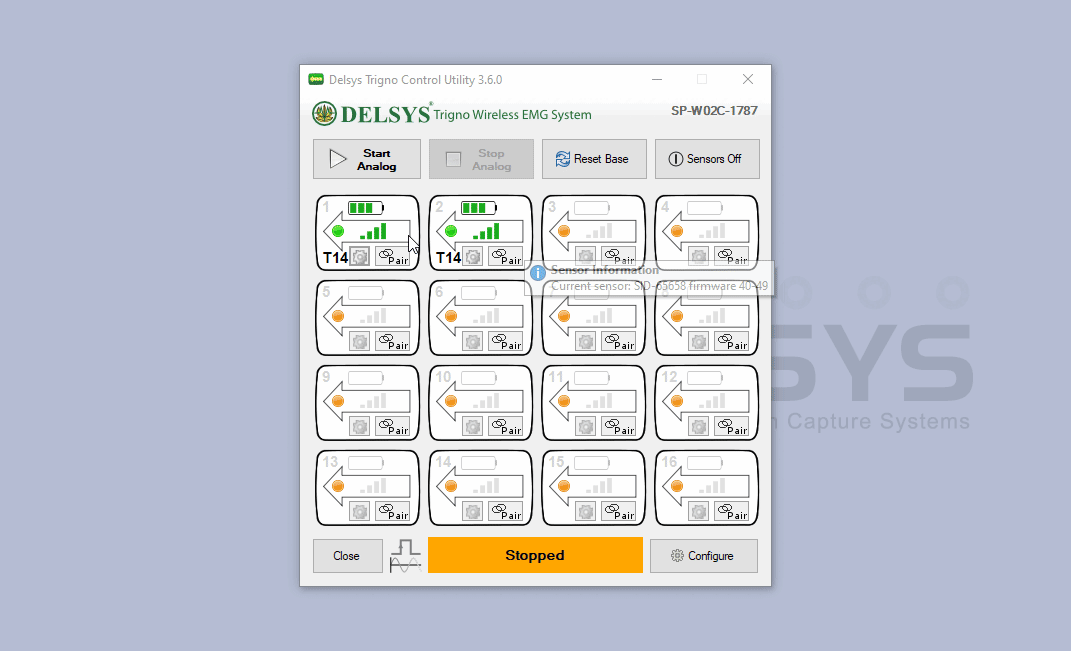 Delsys Trigno Control Utility 3.6.0
DELSYS® Trigno Wireless EMG System
SP-W02C-1787
Start Analog
Stop Analog
Reset Base
Sensors Off
1
2
3
4
T14 Pair
T14 Pair
Pair
Pair
Sensor Information
Current sensor: SID-65658 firmware 40-49
5
6
7
8
Pair
Pair
Pair
Pair
9
10
11
12
Pair
Pair
Pair
Pair
13
14
15
16
Pair
Pair
Pair
Pair
Close
Stopped
Configure
SYS
Capture Systems